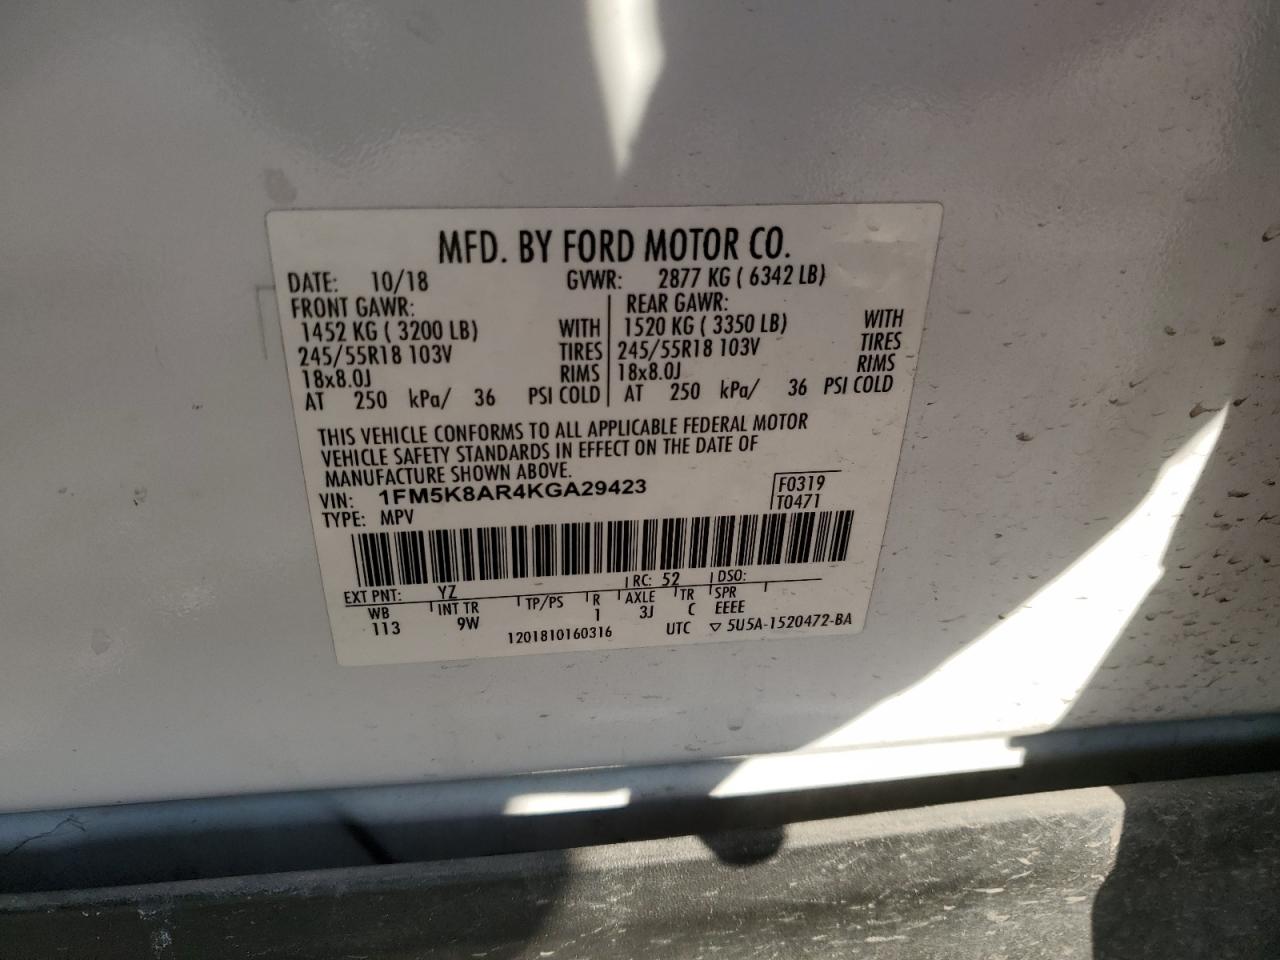 MFD. BY FORD MOTOR CO.
DATE: 10/18 GVWR: 2877 KG ( 6342 LB)
FRONT GAWR: REAR GAWR:
1452 KG ( 3200 LB) WITH 1520 KG ( 3350 LB) WITH
245/55R18 103V TIRES 245/55R18 103V TIRES
18x8.0J RIMS 18x8.0J RIMS
AT 250 kPa/ 36 PSI COLD AT 250 kPa/ 36 PSI COLD
THIS VEHICLE CONFORMS TO ALL APPLICABLE FEDERAL MOTOR
VEHICLE SAFETY STANDARDS IN EFFECT ON THE DATE OF
MANUFACTURE SHOWN ABOVE.
VIN: 1FM5K8AR4KGA29423 F0319
TYPE: MPV T0471
EXT PNT: YZ RC: 52 DSO:
WB INT TR TP/PS R AXLE TR SPR
113 9W 1 3J C EEEE
1201810160316 UTC ▽ 5U5A-1520472-BA